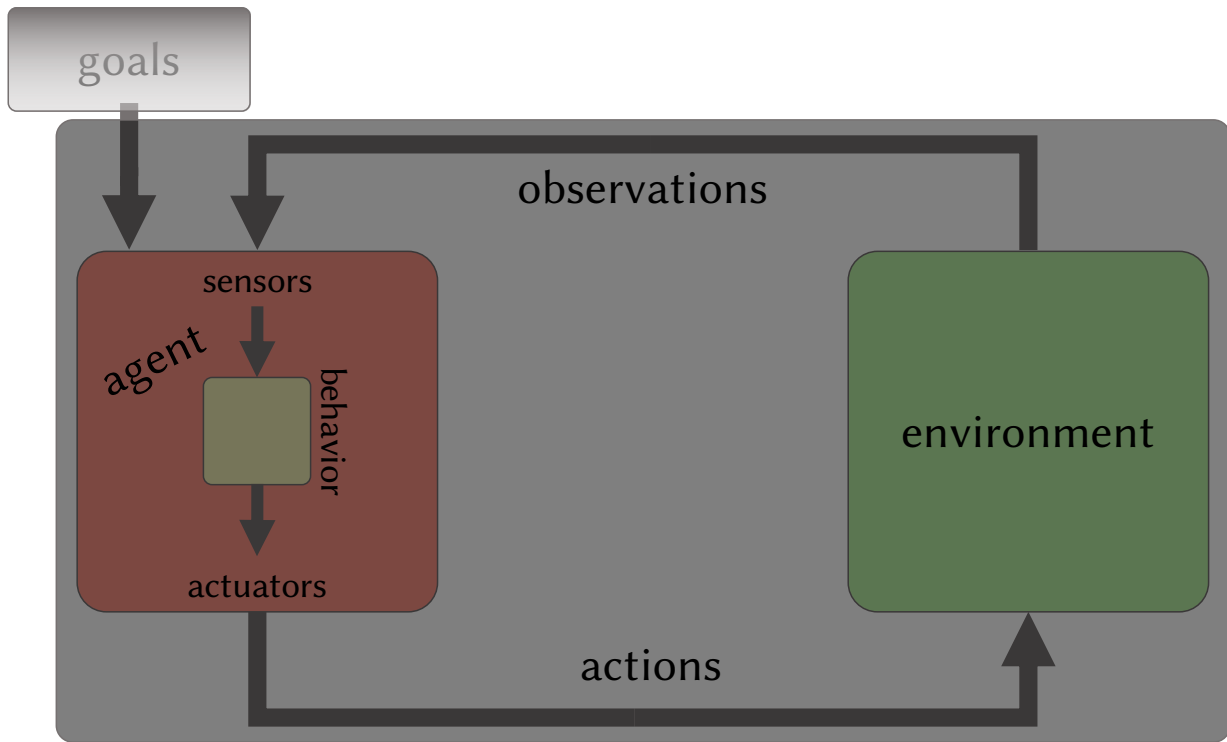 goals
observations
sensors
agent
behavior
environment
actuators
actions